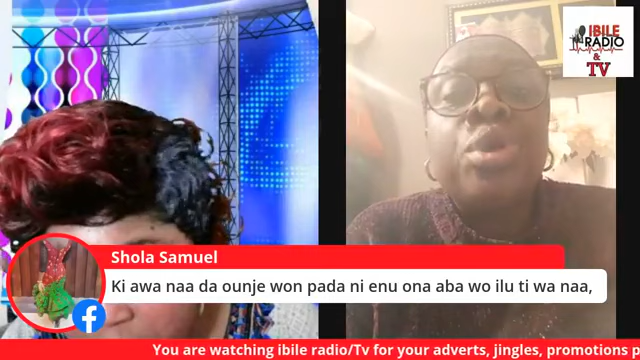 IBILE
RADIO
&
TV
Shola Samuel
Ki awa naa da ounje won pada ni enu ona aba wo ilu ti wa naa,
You are watching ibile radio/Tv for your adverts, jingles, promotions p